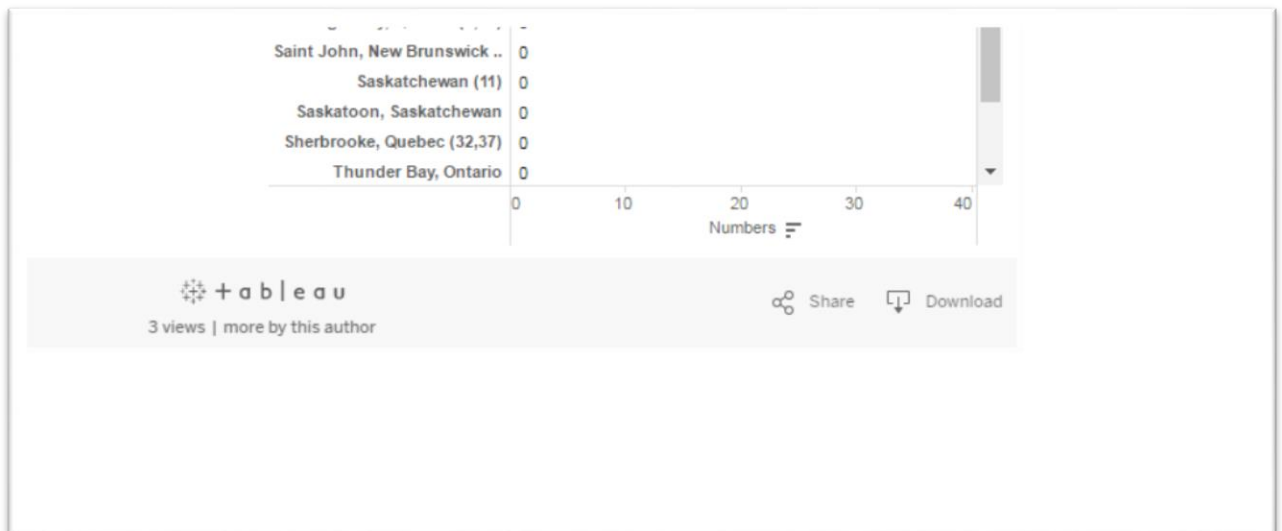 Saint John, New Brunswick .. 0
Saskatchewan (11) 0
Saskatoon, Saskatchewan 0
Sherbrooke, Quebec (32,37) 0
Thunder Bay, Ontario 0
0 10 20 30 40
Numbers
+ a b | e a u
3 views | more by this author
Share Download